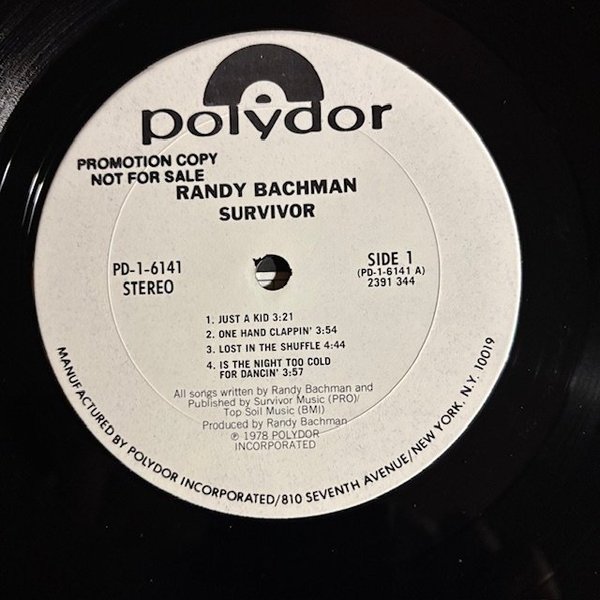 polydor
PROMOTION COPY
NOT FOR SALE
RANDY BACHMAN
SURVIVOR
PD-1-6141
STEREO
SIDE 1
(PD-1-6141 A)
2391 344
1. JUST A KID 3:21
2. ONE HAND CLAPPIN' 3:54
3. LOST IN THE SHUFFLE 4:44
4. IS THE NIGHT TOO COLD
FOR DANCIN' 3:57
All songs written by Randy Bachman and
Published by Survivor Music (PRO)/
Top Soil Music (BMI)
Produced by Randy Bachman
℗ 1978 POLYDOR
INCORPORATED
MANUFACTURED BY POLYDOR INCORPORATED/810 SEVENTH AVENUE/NEW YORK, N.Y. 10019